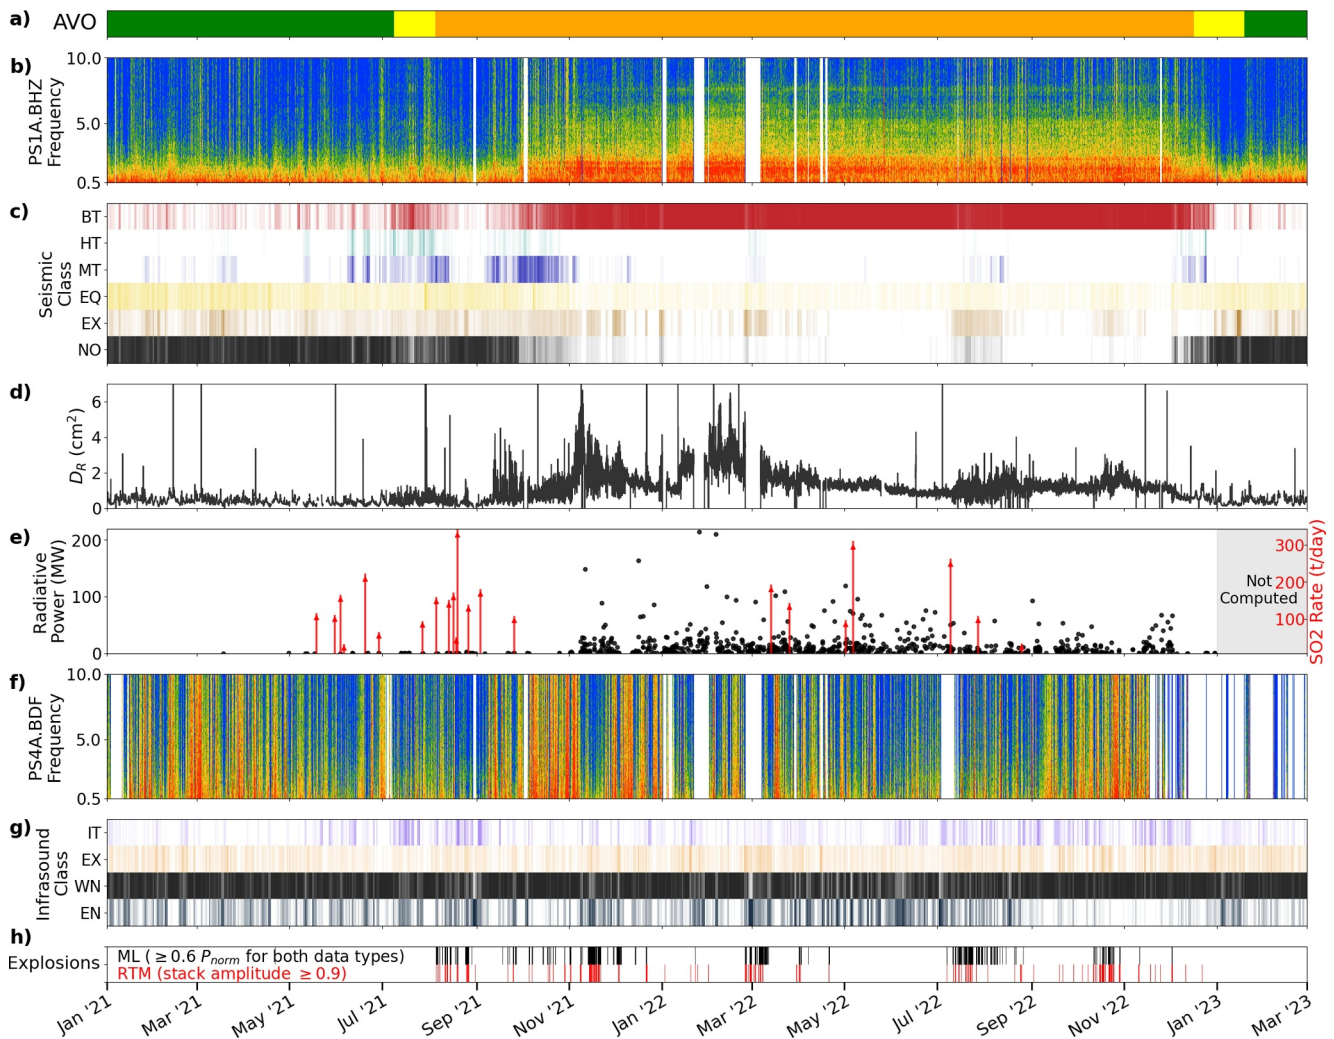 a) AVO
b) PS1A.BHZ
Frequency
10.0
5.0
0.5
c) Seismic
Class
BT
HT
MT
EQ
EX
NO
d) D_R (cm²)
6
4
2
0
e) Radiative
Power (MW)
200
100
0
Not
Computed
300
200
100
SO2 Rate (t/day)
f) PS4A.BDF
Frequency
10.0
5.0
0.5
g) Infrasound
Class
IT
EX
WN
EN
h)
Explosions
ML (≥0.6 P_norm for both data types)
RTM (stack amplitude ≥0.9)
Jan '21 Mar '21 May '21 Jul '21 Sep '21 Nov '21 Jan '22 Mar '22 May '22 Jul '22 Sep '22 Nov '22 Jan '23 Mar '23